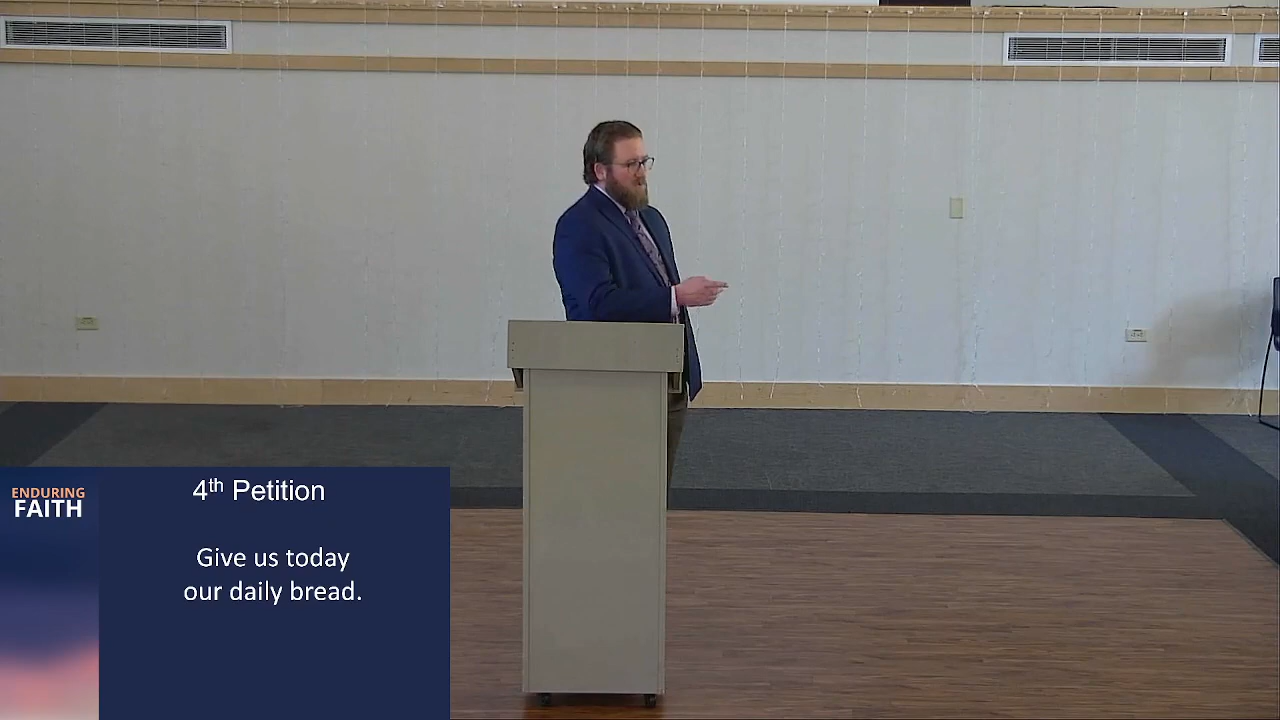 ENDURING
FAITH
4th Petition
Give us today
our daily bread.